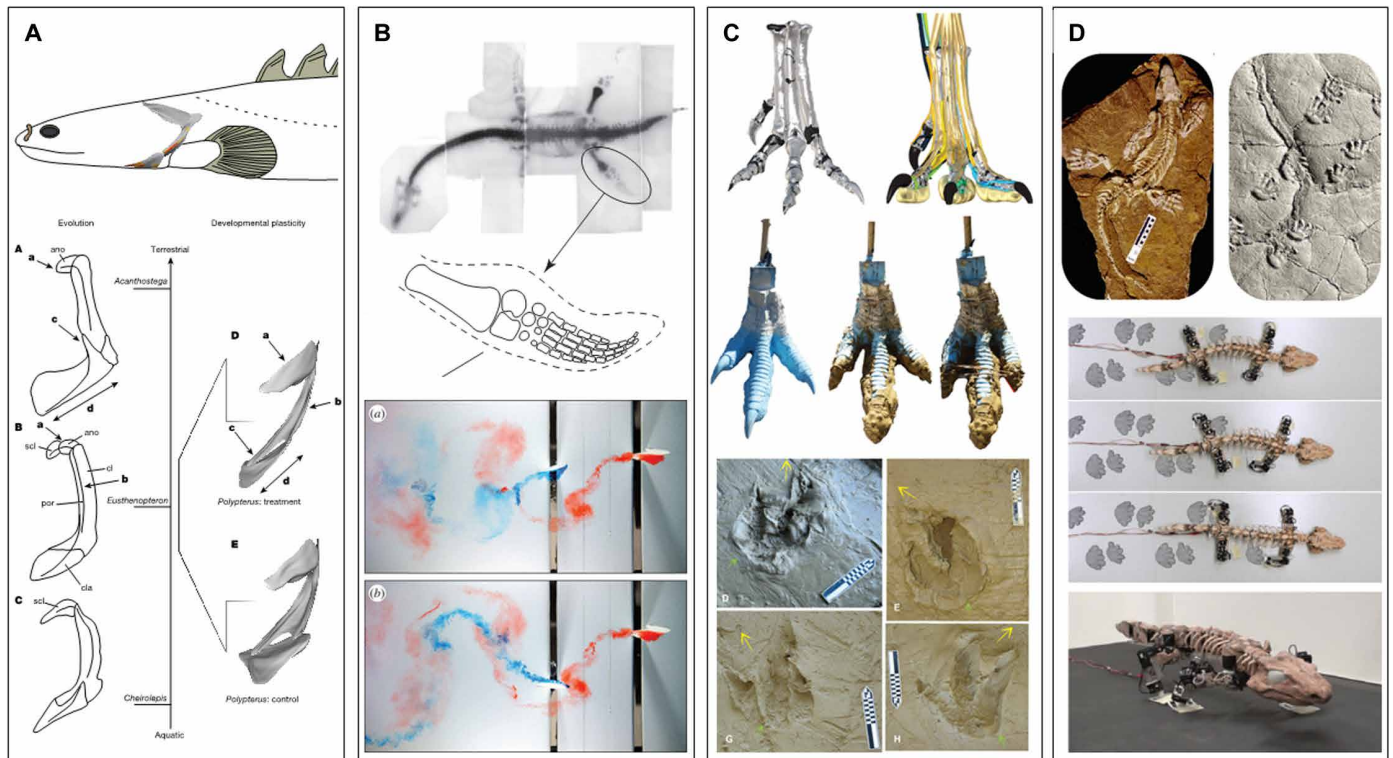 A
Evolution
Developmental plasticity
A
ano
a
Terrestrial
Acanthostega
c
d
D
a
b
c
d
Polypterus: treatment
B
a
ano
scl
cl
b
por
Eusthenopteron
cla
E
C
scl
Cheirolepis
Polypterus: control
Aquatic
B
(a)
(b)
C
D
E
G
H
D